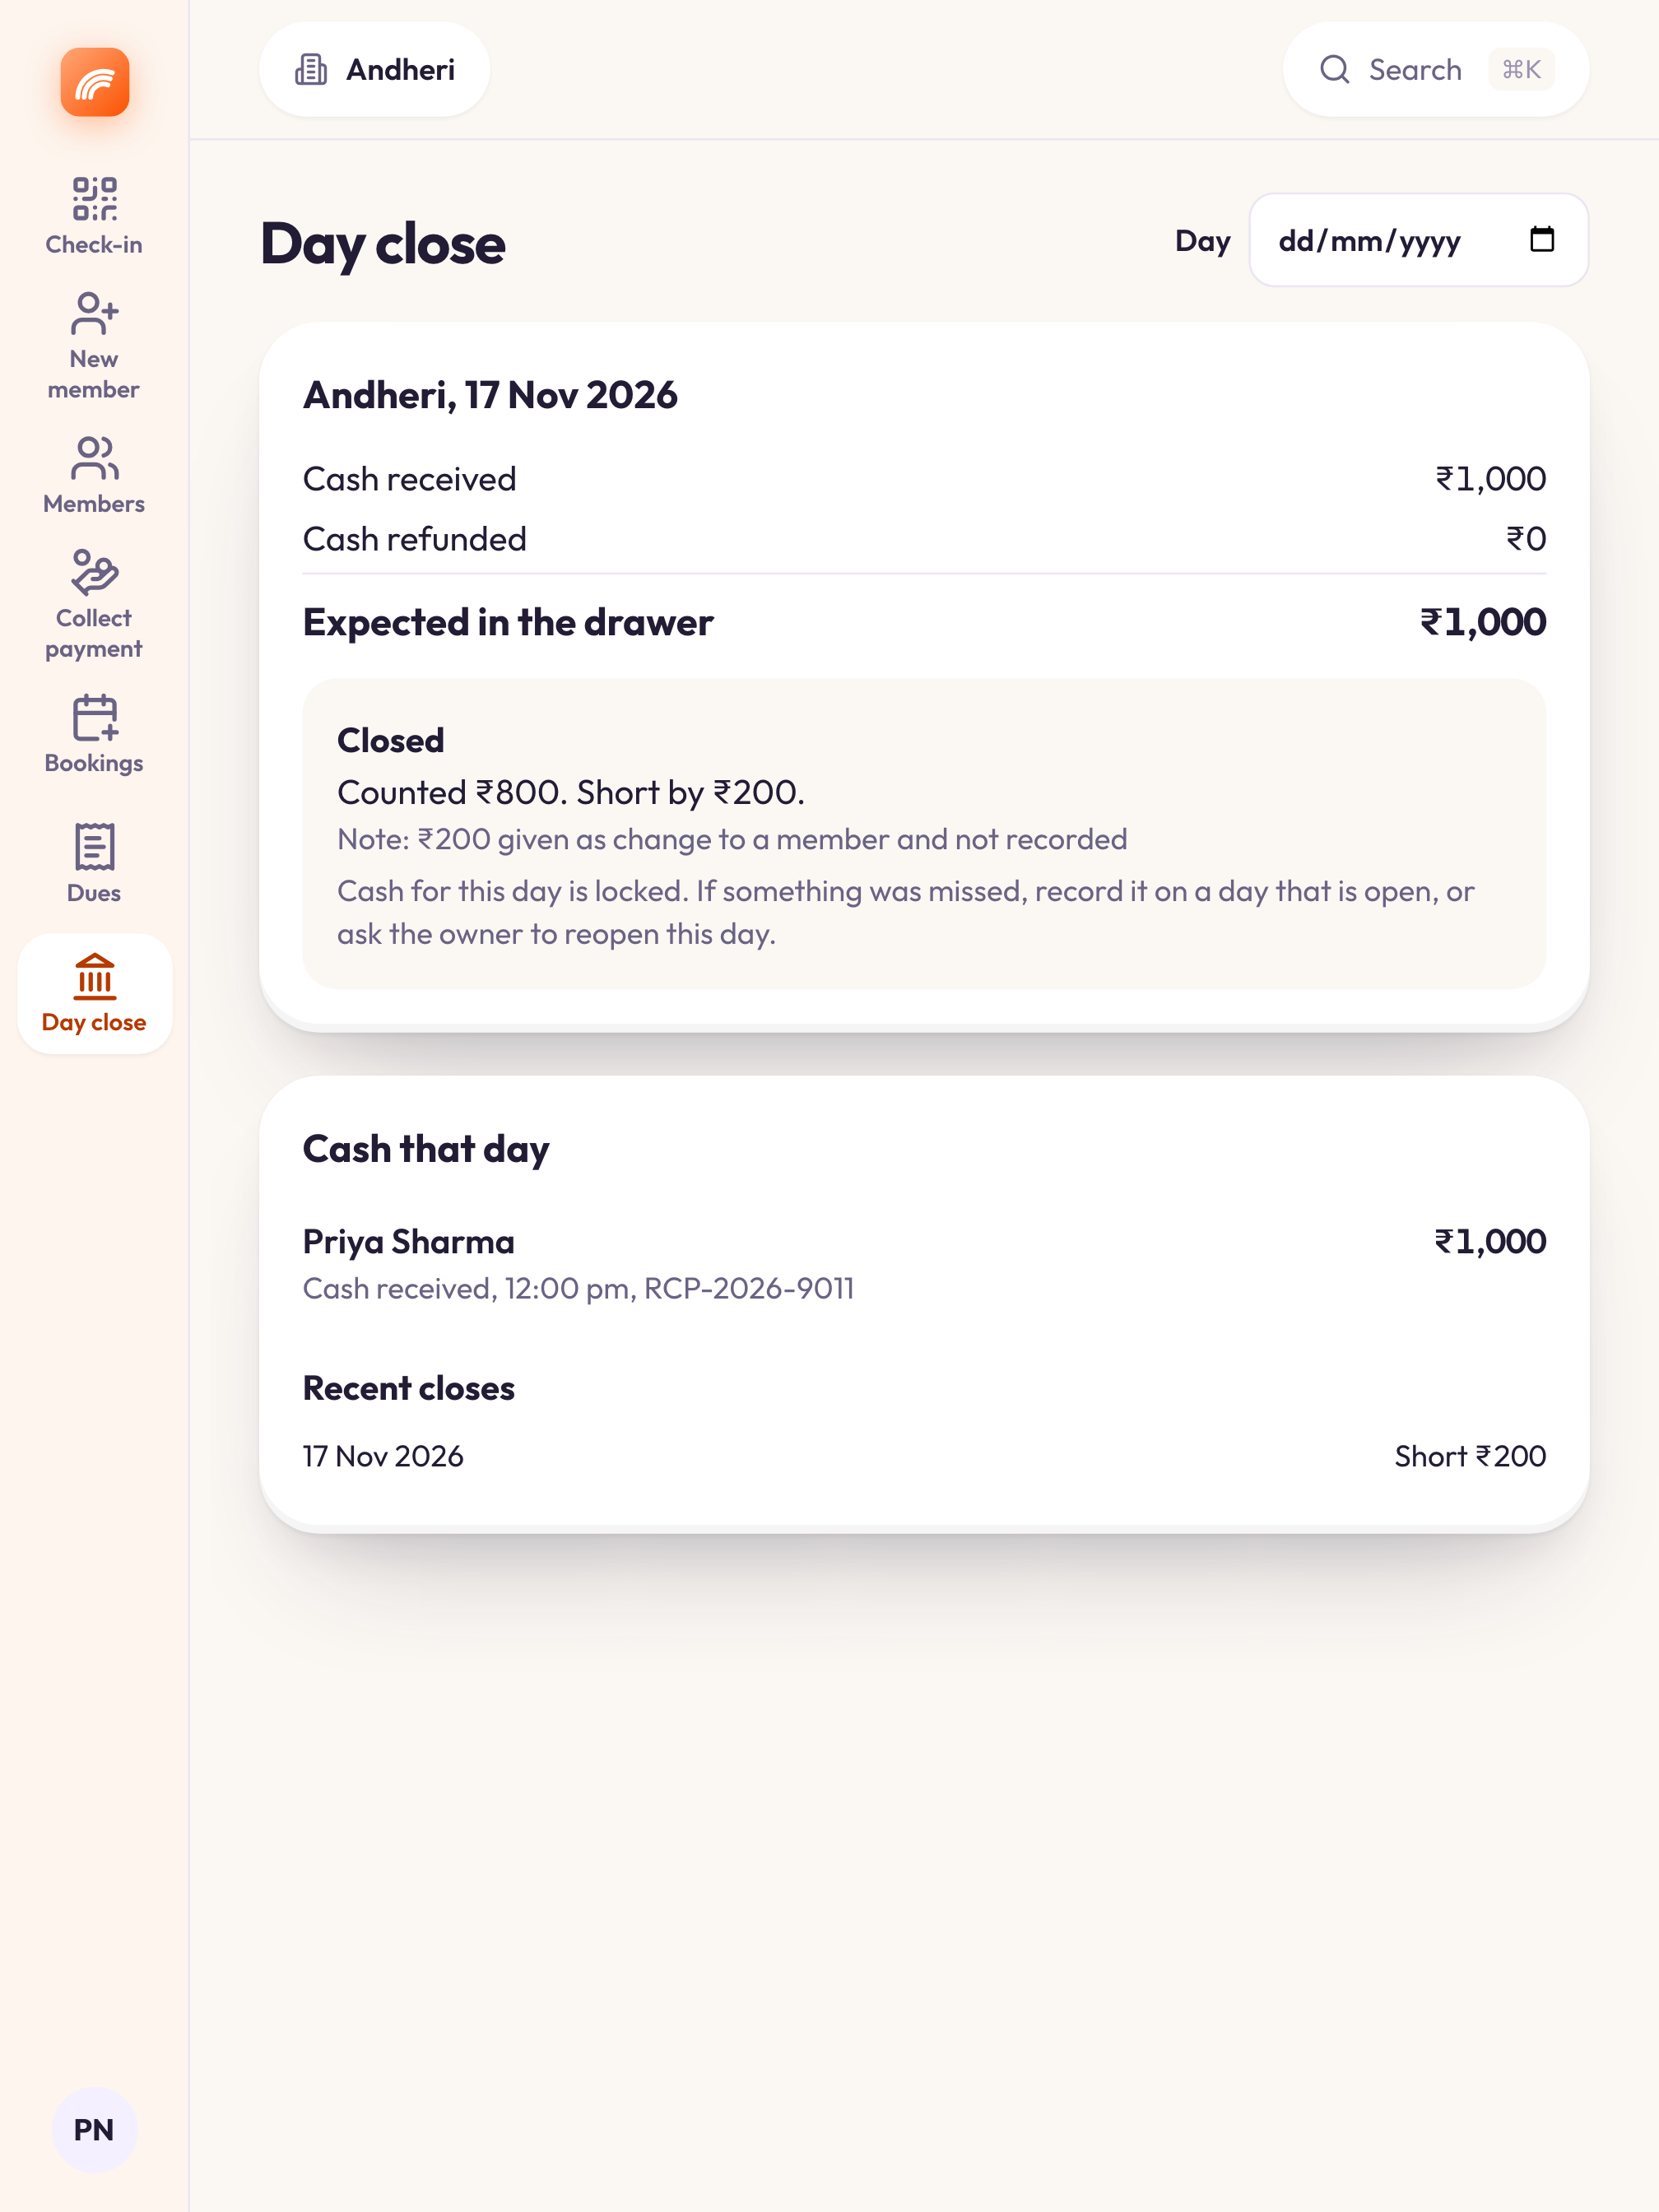 Andheri
Search ⌘K
Check-in
New
member
Members
Collect
payment
Bookings
Dues
Day close
PN
Day close
Day dd/mm/yyyy
Andheri, 17 Nov 2026
Cash received ₹1,000
Cash refunded ₹0
Expected in the drawer ₹1,000
Closed
Counted ₹800. Short by ₹200.
Note: ₹200 given as change to a member and not recorded
Cash for this day is locked. If something was missed, record it on a day that is open, or
ask the owner to reopen this day.
Cash that day
Priya Sharma ₹1,000
Cash received, 12:00 pm, RCP-2026-9011
Recent closes
17 Nov 2026 Short ₹200